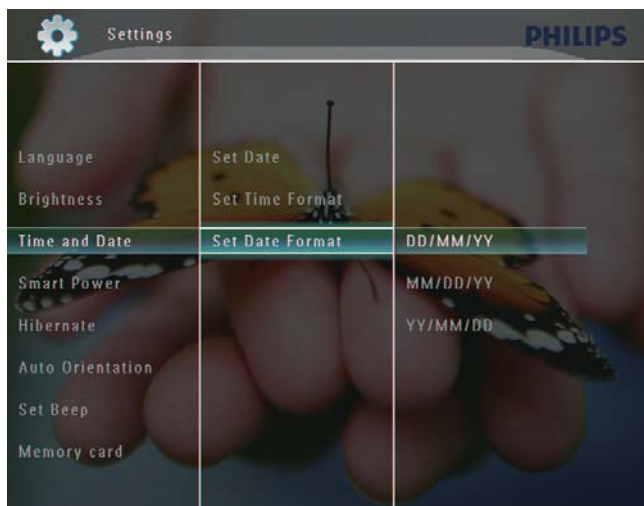 Settings
PHILIPS
Language
Brightness
Time and Date
Smart Power
Hibernate
Auto Orientation
Set Beep
Memory card
Set Date
Set Time Format
Set Date Format
DD/MM/YY
MM/DD/YY
YY/MM/DD